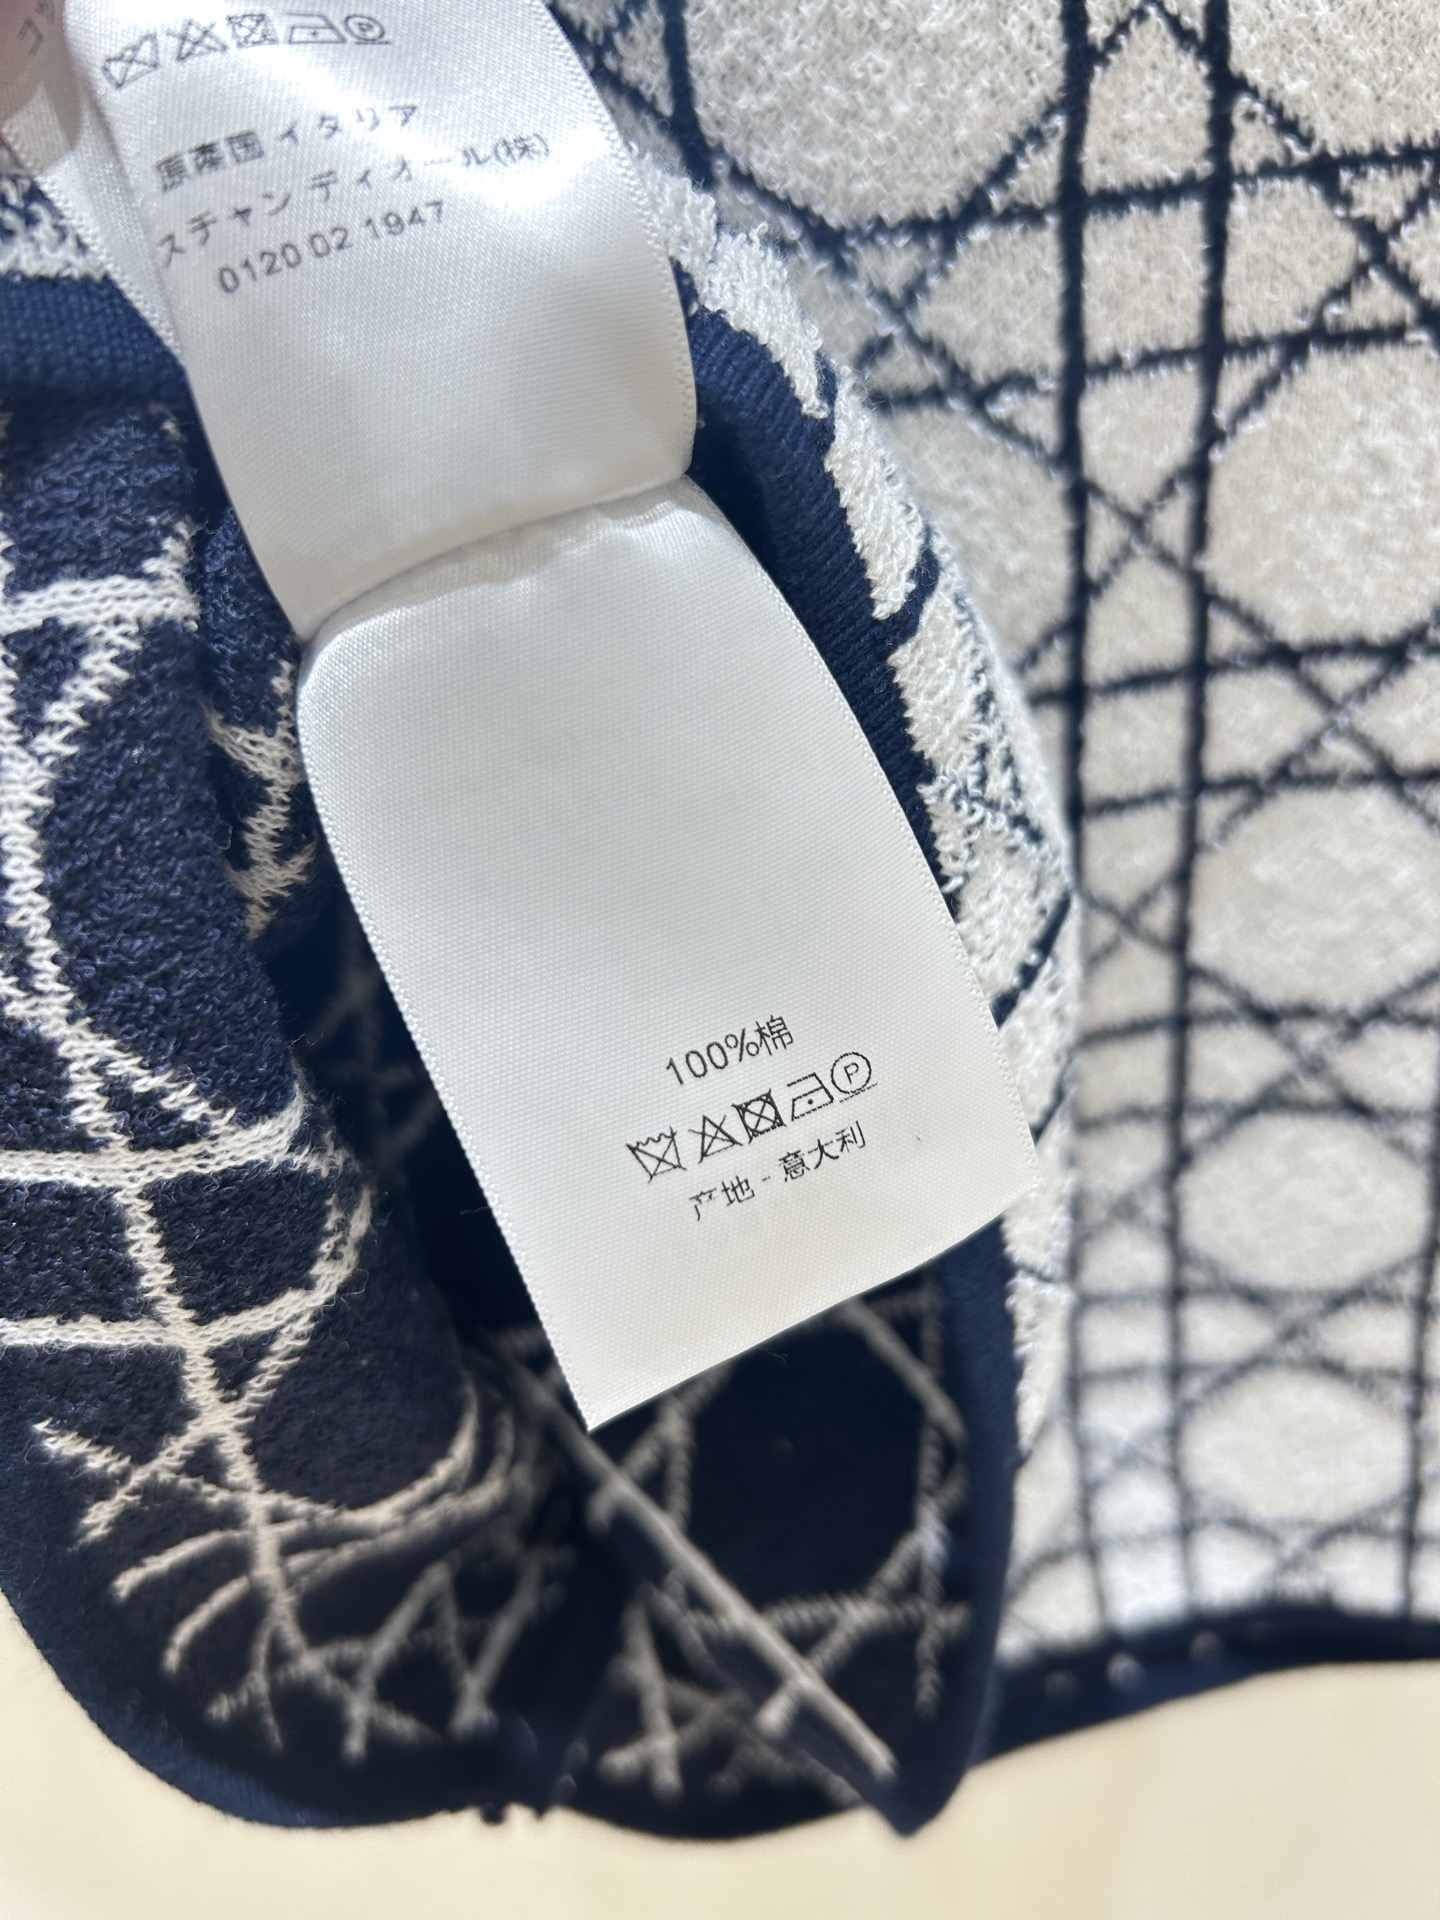 原産国 イタリア
スチャン ディオール(株)
0120 02 1947
100%棉
P
产地 - 意大利